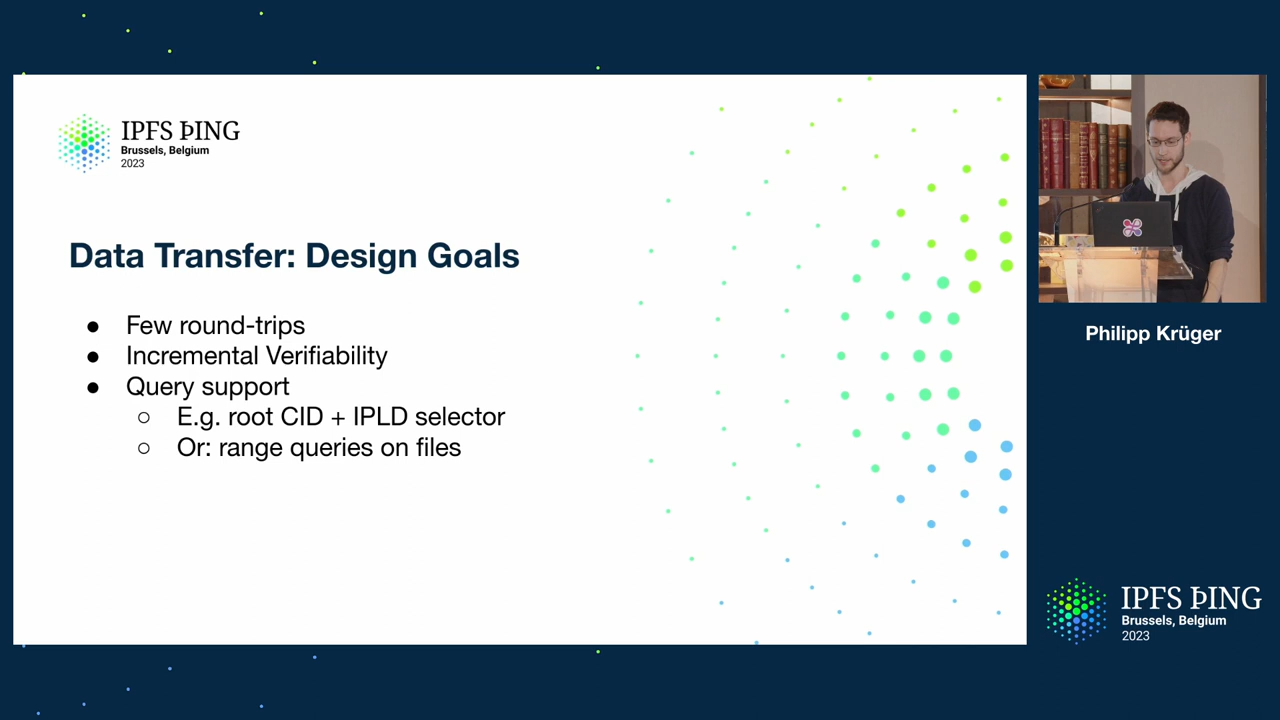 IPFS ÞING
Brussels, Belgium
2023
Data Transfer: Design Goals
● Few round-trips
● Incremental Verifiability
● Query support
○ E.g. root CID + IPLD selector
○ Or: range queries on files
Philipp Krüger
IPFS ÞING
Brussels, Belgium
2023